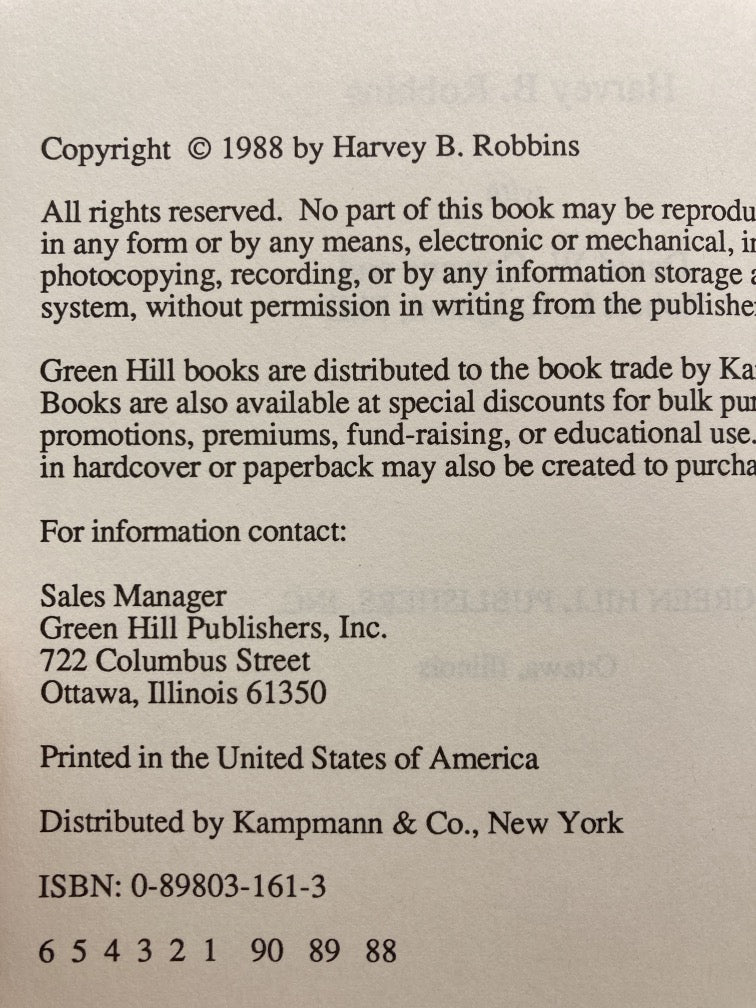 Copyright © 1988 by Harvey B. Robbins
All rights reserved. No part of this book may be reprodu
in any form or by any means, electronic or mechanical, in
photocopying, recording, or by any information storage a
system, without permission in writing from the publishe
Green Hill books are distributed to the book trade by Ka
Books are also available at special discounts for bulk pur
promotions, premiums, fund-raising, or educational use.
in hardcover or paperback may also be created to purcha
For information contact:
Sales Manager
Green Hill Publishers, Inc.
722 Columbus Street
Ottawa, Illinois 61350
Printed in the United States of America
Distributed by Kampmann & Co., New York
ISBN: 0-89803-161-3
6 5 4 3 2 1 90 89 88